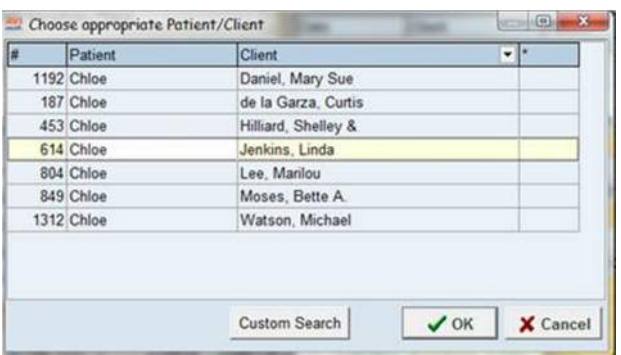 Choose appropriate Patient/Client
# Patient Client *
1192 Chloe Daniel, Mary Sue
187 Chloe de la Garza, Curtis
453 Chloe Hilliard, Shelley &
614 Chloe Jenkins, Linda
804 Chloe Lee, Marilou
849 Chloe Moses, Bette A.
1312 Chloe Watson, Michael
Custom Search OK Cancel